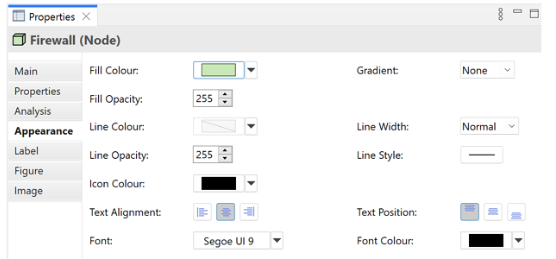 Properties
Firewall (Node)
Main
Fill Colour:
Gradient:
None
Properties
Fill Opacity:
255
Analysis
Appearance
Line Colour:
Line Width:
Normal
Label
Line Opacity:
255
Line Style:
Figure
Icon Colour:
Image
Text Alignment:
Text Position:
Font:
Segoe UI 9
Font Colour: